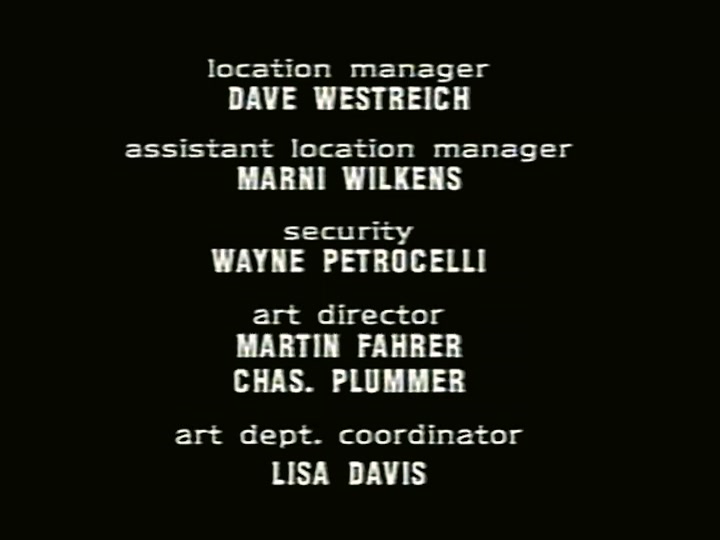 location manager
DAVE WESTREICH
assistant location manager
MARNI WILKENS
security
WAYNE PETROCELLI
art director
MARTIN FAHRER
CHAS. PLUMMER
art dept. coordinator
LISA DAVIS